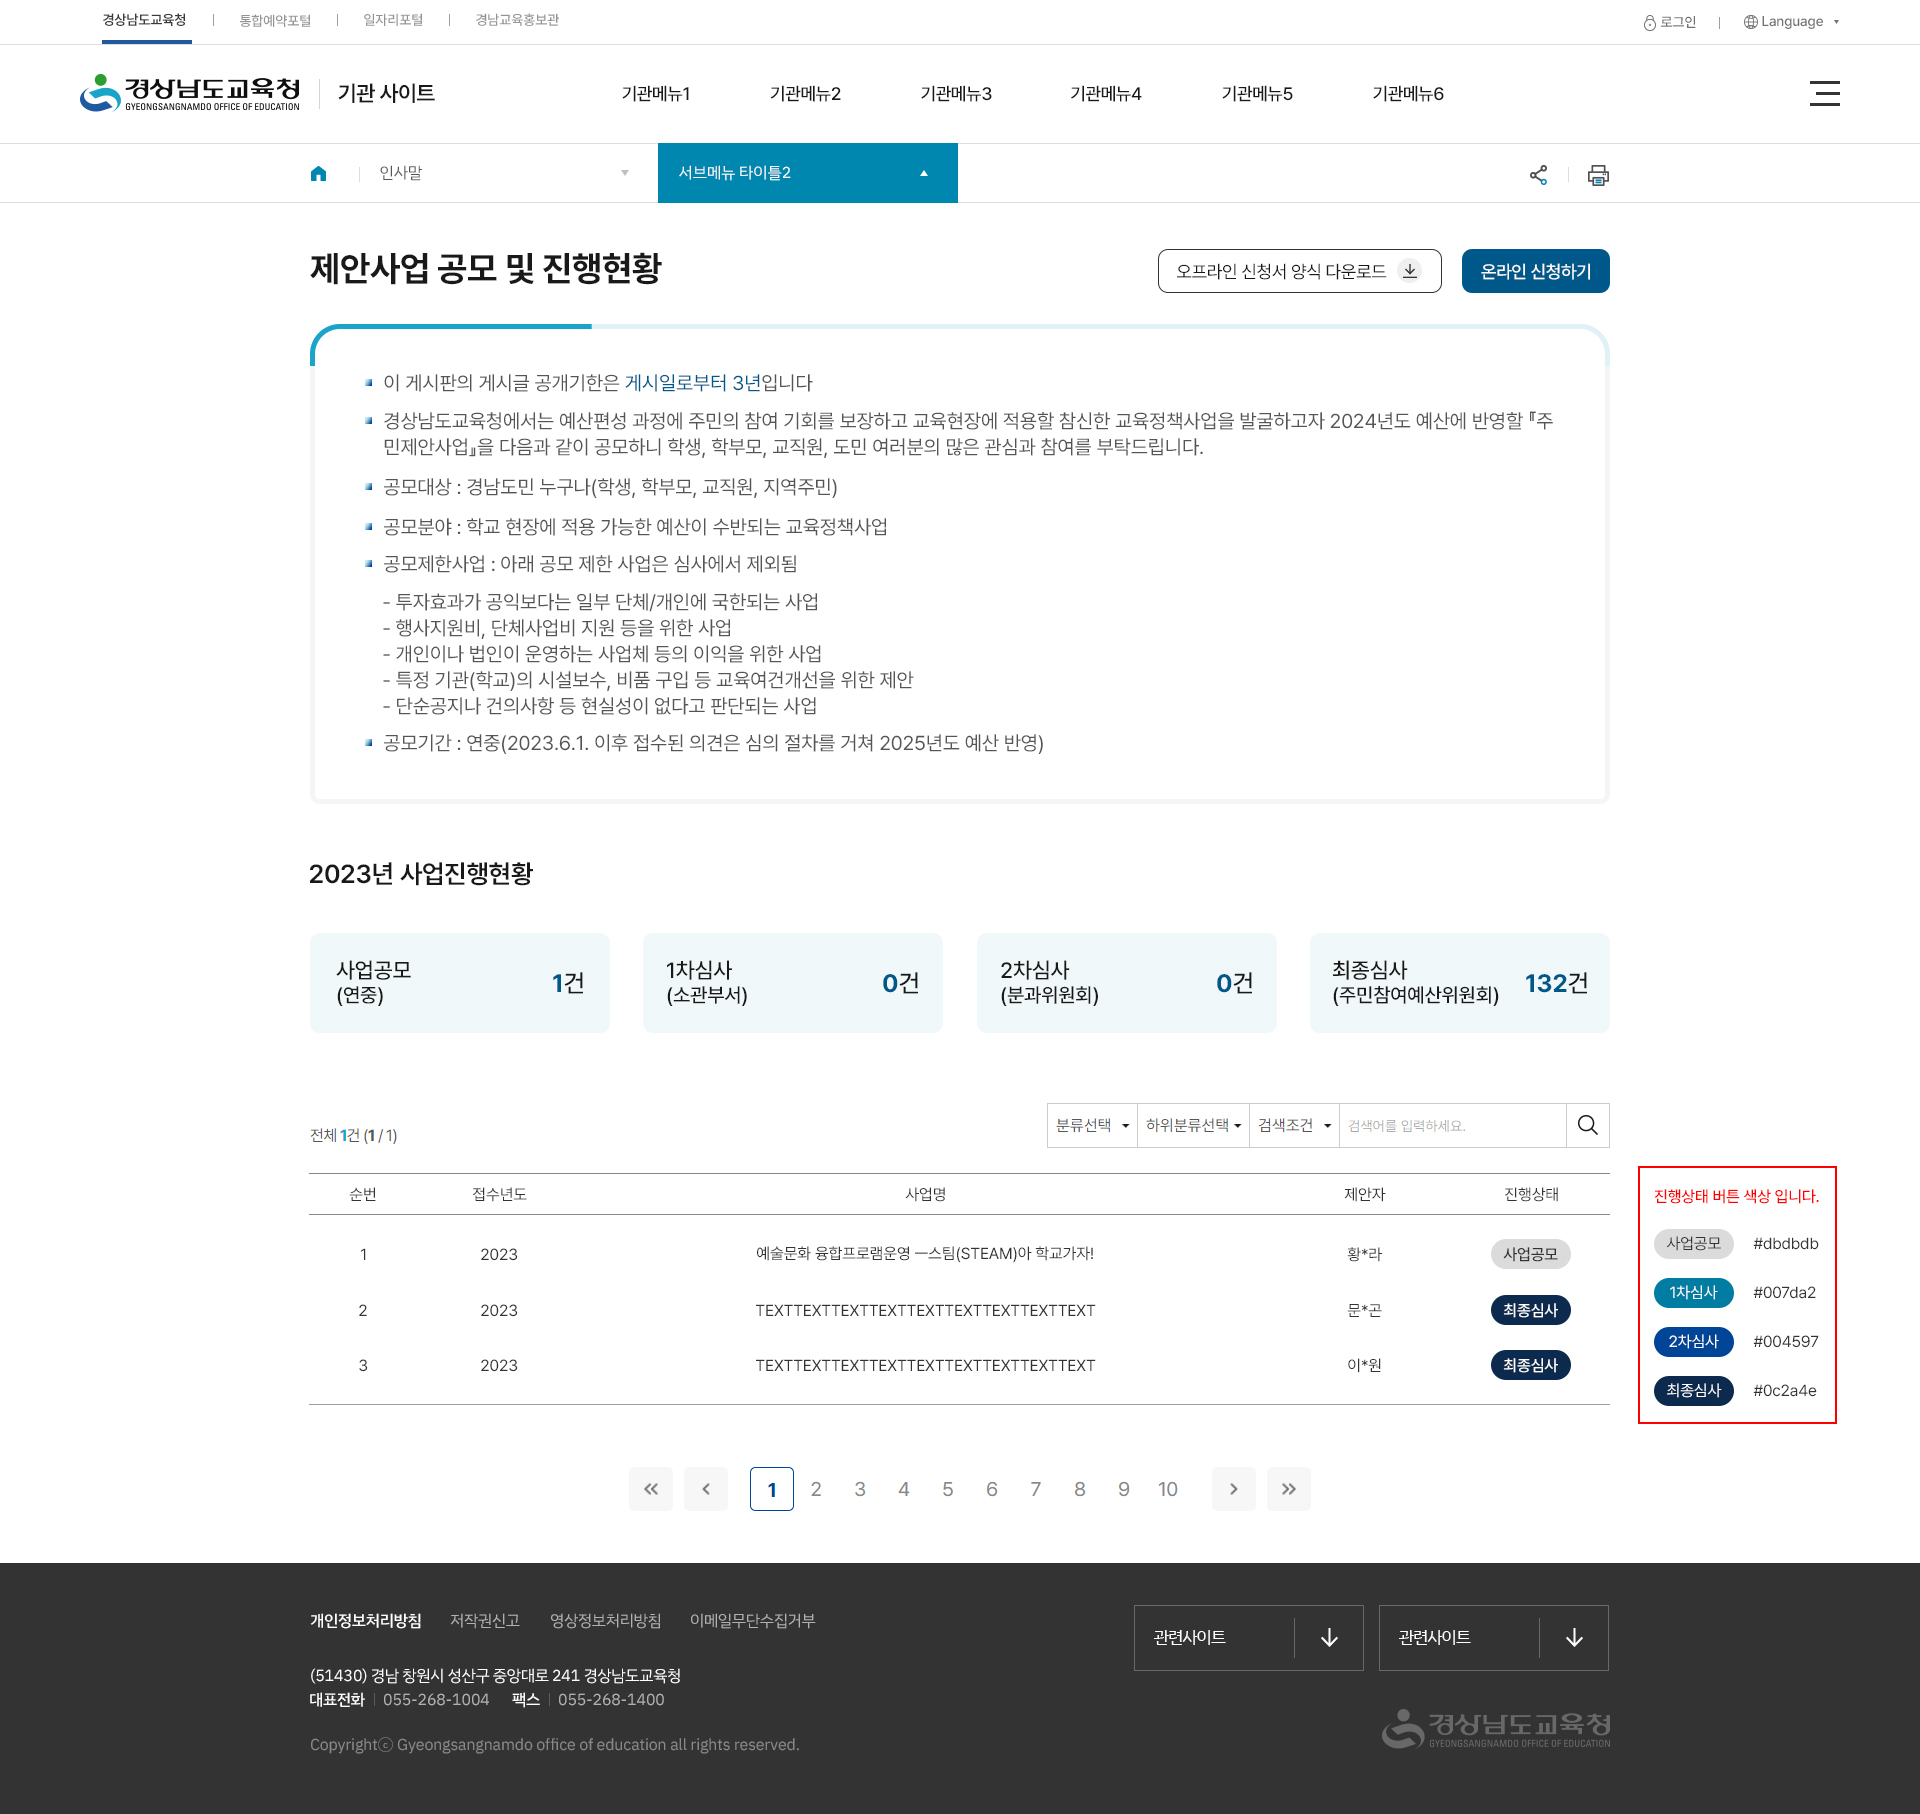 경상남도교육청 통합예약포털 일자리포털 경남교육홍보관 로그인 Language
경상남도교육청 기관 사이트 기관메뉴1 기관메뉴2 기관메뉴3 기관메뉴4 기관메뉴5 기관메뉴6
GYEONGSANGNAMDO OFFICE OF EDUCATION
인사말 서브메뉴 타이틀2
제안사업 공모 및 진행현황 오프라인 신청서 양식 다운로드 온라인 신청하기
이 게시판의 게시글 공개기한은 게시일로부터 3년입니다
경상남도교육청에서는 예산편성 과정에 주민의 참여 기회를 보장하고 교육현장에 적용할 참신한 교육정책사업을 발굴하고자 2024년도 예산에 반영할 『주
민제안사업』을 다음과 같이 공모하니 학생, 학부모, 교직원, 도민 여러분의 많은 관심과 참여를 부탁드립니다.
공모대상 : 경남도민 누구나(학생, 학부모, 교직원, 지역주민)
공모분야 : 학교 현장에 적용 가능한 예산이 수반되는 교육정책사업
공모제한사업 : 아래 공모 제한 사업은 심사에서 제외됨
- 투자효과가 공익보다는 일부 단체/개인에 국한되는 사업
- 행사지원비, 단체사업비 지원 등을 위한 사업
- 개인이나 법인이 운영하는 사업체 등의 이익을 위한 사업
- 특정 기관(학교)의 시설보수, 비품 구입 등 교육여건개선을 위한 제안
- 단순공지나 건의사항 등 현실성이 없다고 판단되는 사업
공모기간 : 연중(2023.6.1. 이후 접수된 의견은 심의 절차를 거쳐 2025년도 예산 반영)
2023년 사업진행현황
사업공모
(연중) 1건
1차심사
(소관부서) 0건
2차심사
(분과위원회) 0건
최종심사
(주민참여예산위원회) 132건
전체 1건 (1 / 1) 분류선택 하위분류선택 검색조건 검색어를 입력하세요.
순번 접수년도 사업명 제안자 진행상태
1 2023 예술문화 융합프로램운영 ㅡ스팀(STEAM)아 학교가자! 황*라 사업공모
2 2023 TEXTTEXTTEXTTEXTTEXTTEXTTEXTTEXTTEXT 문*곤 최종심사
3 2023 TEXTTEXTTEXTTEXTTEXTTEXTTEXTTEXTTEXT 이*원 최종심사
진행상태 버튼 색상 입니다.
사업공모 #dbdbdb
1차심사 #007da2
2차심사 #004597
최종심사 #0c2a4e
1 2 3 4 5 6 7 8 9 10
개인정보처리방침 저작권신고 영상정보처리방침 이메일무단수집거부 관련사이트 관련사이트
(51430) 경남 창원시 성산구 중앙대로 241 경상남도교육청
대표전화 055-268-1004 팩스 055-268-1400
Copyrightⓒ Gyeongsangnamdo office of education all rights reserved.
경상남도교육청
GYEONGSANGNAMDO OFFICE OF EDUCATION